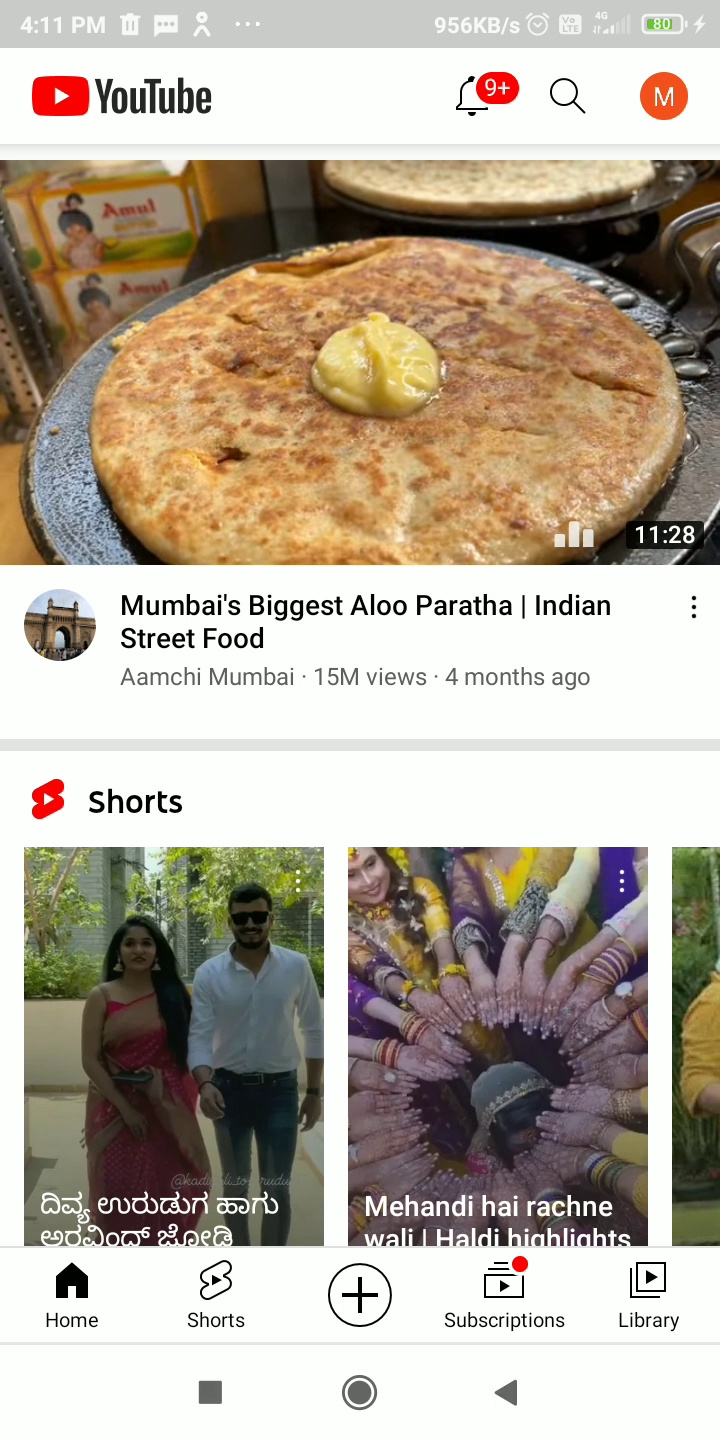 4:11 PM
956KB/s
Vo
LTE
4G
80
YouTube
9+
M
Amul
Amul
11:28
Mumbai's Biggest Aloo Paratha | Indian
Street Food
Aamchi Mumbai · 15M views · 4 months ago
Shorts
ದಿವ್ಯ ಉರುಡುಗ ಹಾಗು
ಅರವಿಂದ್ ಜೋಡಿ
Mehandi hai rachne
wali | Haldi highlights
Home
Shorts
Subscriptions
Library